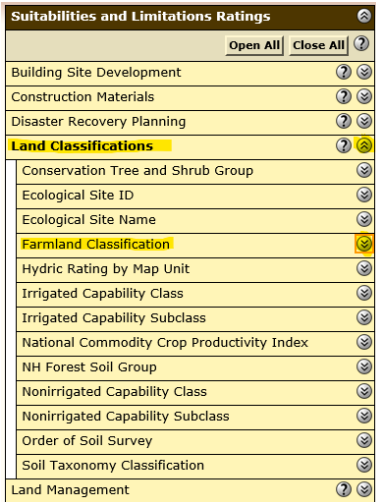 Suitabilities and Limitations Ratings
Open All Close All ?
Building Site Development ?
Construction Materials ?
Disaster Recovery Planning ?
Land Classifications ?
Conservation Tree and Shrub Group
Ecological Site ID
Ecological Site Name
Farmland Classification
Hydric Rating by Map Unit
Irrigated Capability Class
Irrigated Capability Subclass
National Commodity Crop Productivity Index
NH Forest Soil Group
Nonirrigated Capability Class
Nonirrigated Capability Subclass
Order of Soil Survey
Soil Taxonomy Classification
Land Management ?